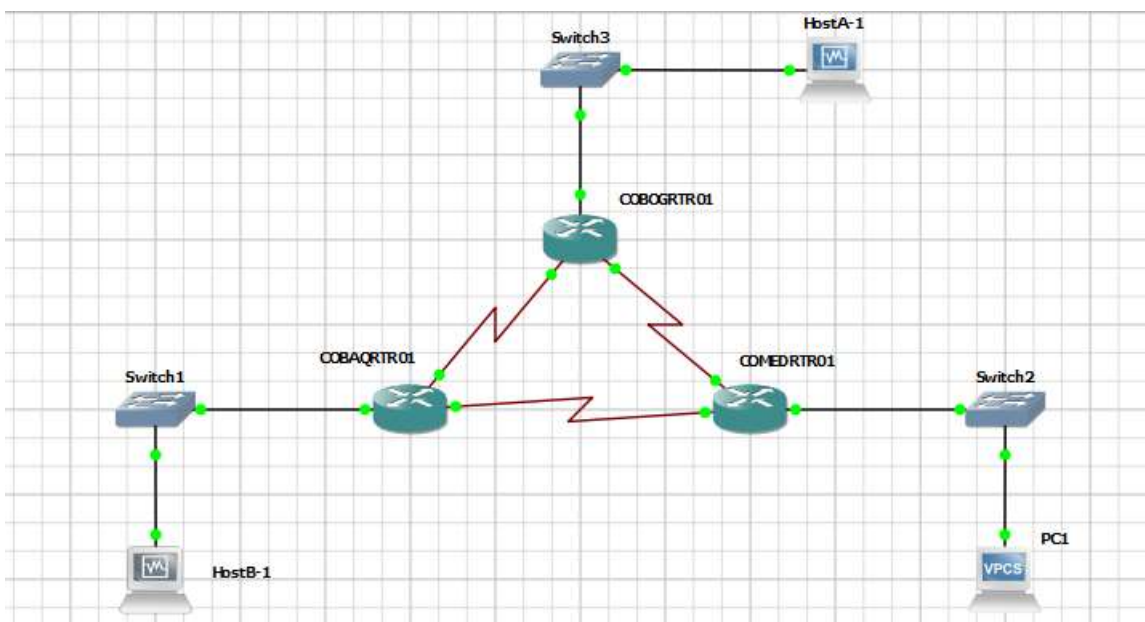 HostA-1
Switch3
COBOGRTR01
COBAQRTR01
COMEDRTR01
Switch1
Switch2
HostB-1
PC1
VPCS